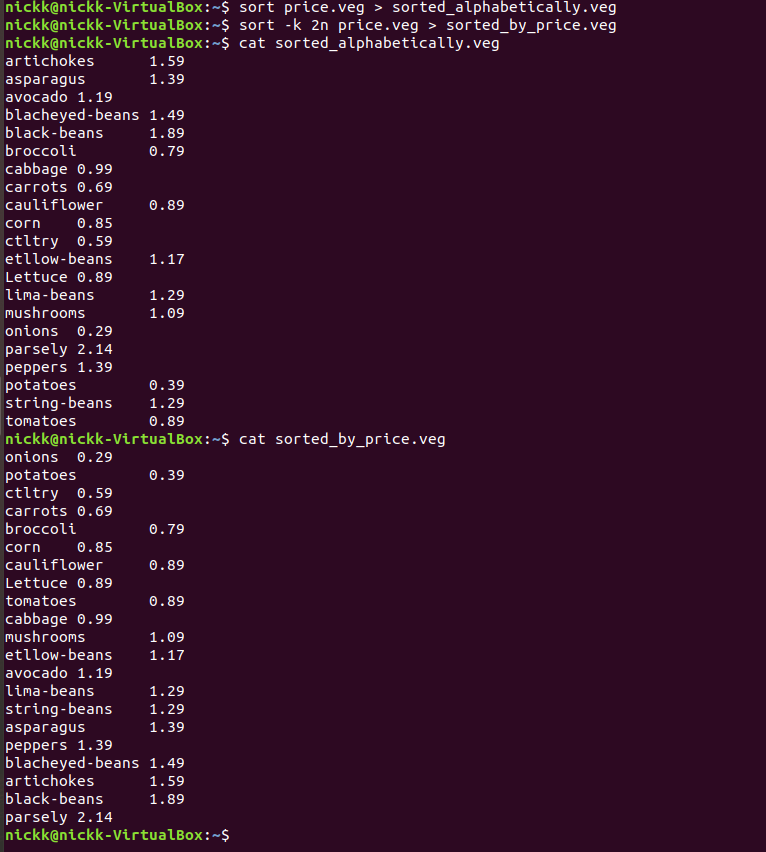 nickk@nickk-VirtualBox:~$ sort price.veg > sorted_alphabetically.veg
nickk@nickk-VirtualBox:~$ sort -k 2n price.veg > sorted_by_price.veg
nickk@nickk-VirtualBox:~$ cat sorted_alphabetically.veg
artichokes      1.59
asparagus       1.39
avocado 1.19
blacheyed-beans 1.49
black-beans     1.89
broccoli        0.79
cabbage 0.99
carrots 0.69
cauliflower     0.89
corn    0.85
ctltry  0.59
etllow-beans    1.17
Lettuce 0.89
lima-beans      1.29
mushrooms       1.09
onions  0.29
parsely 2.14
peppers 1.39
potatoes        0.39
string-beans    1.29
tomatoes        0.89
nickk@nickk-VirtualBox:~$ cat sorted_by_price.veg
onions  0.29
potatoes        0.39
ctltry  0.59
carrots 0.69
broccoli        0.79
corn    0.85
cauliflower     0.89
Lettuce 0.89
tomatoes        0.89
cabbage 0.99
mushrooms       1.09
etllow-beans    1.17
avocado 1.19
lima-beans      1.29
string-beans    1.29
asparagus       1.39
peppers 1.39
blacheyed-beans 1.49
artichokes      1.59
black-beans     1.89
parsely 2.14
nickk@nickk-VirtualBox:~$